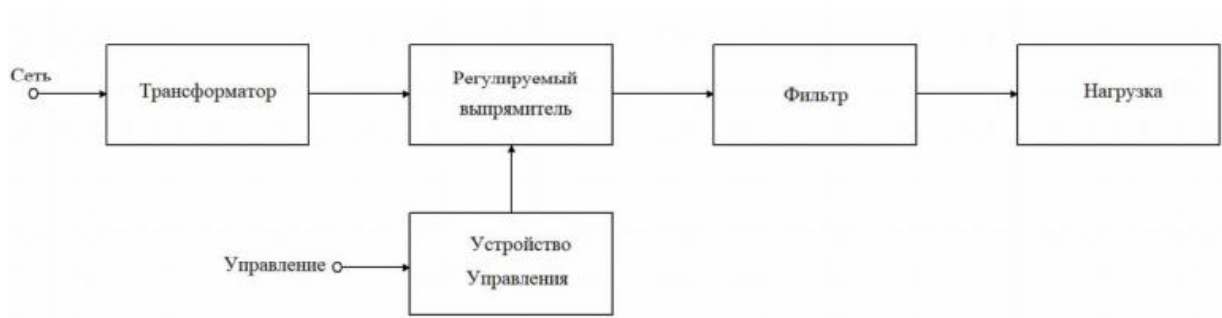 Сеть
Трансформатор
Регулируемый
выпрямитель
Фильтр
Нагрузка
Управление
Устройство
Управления